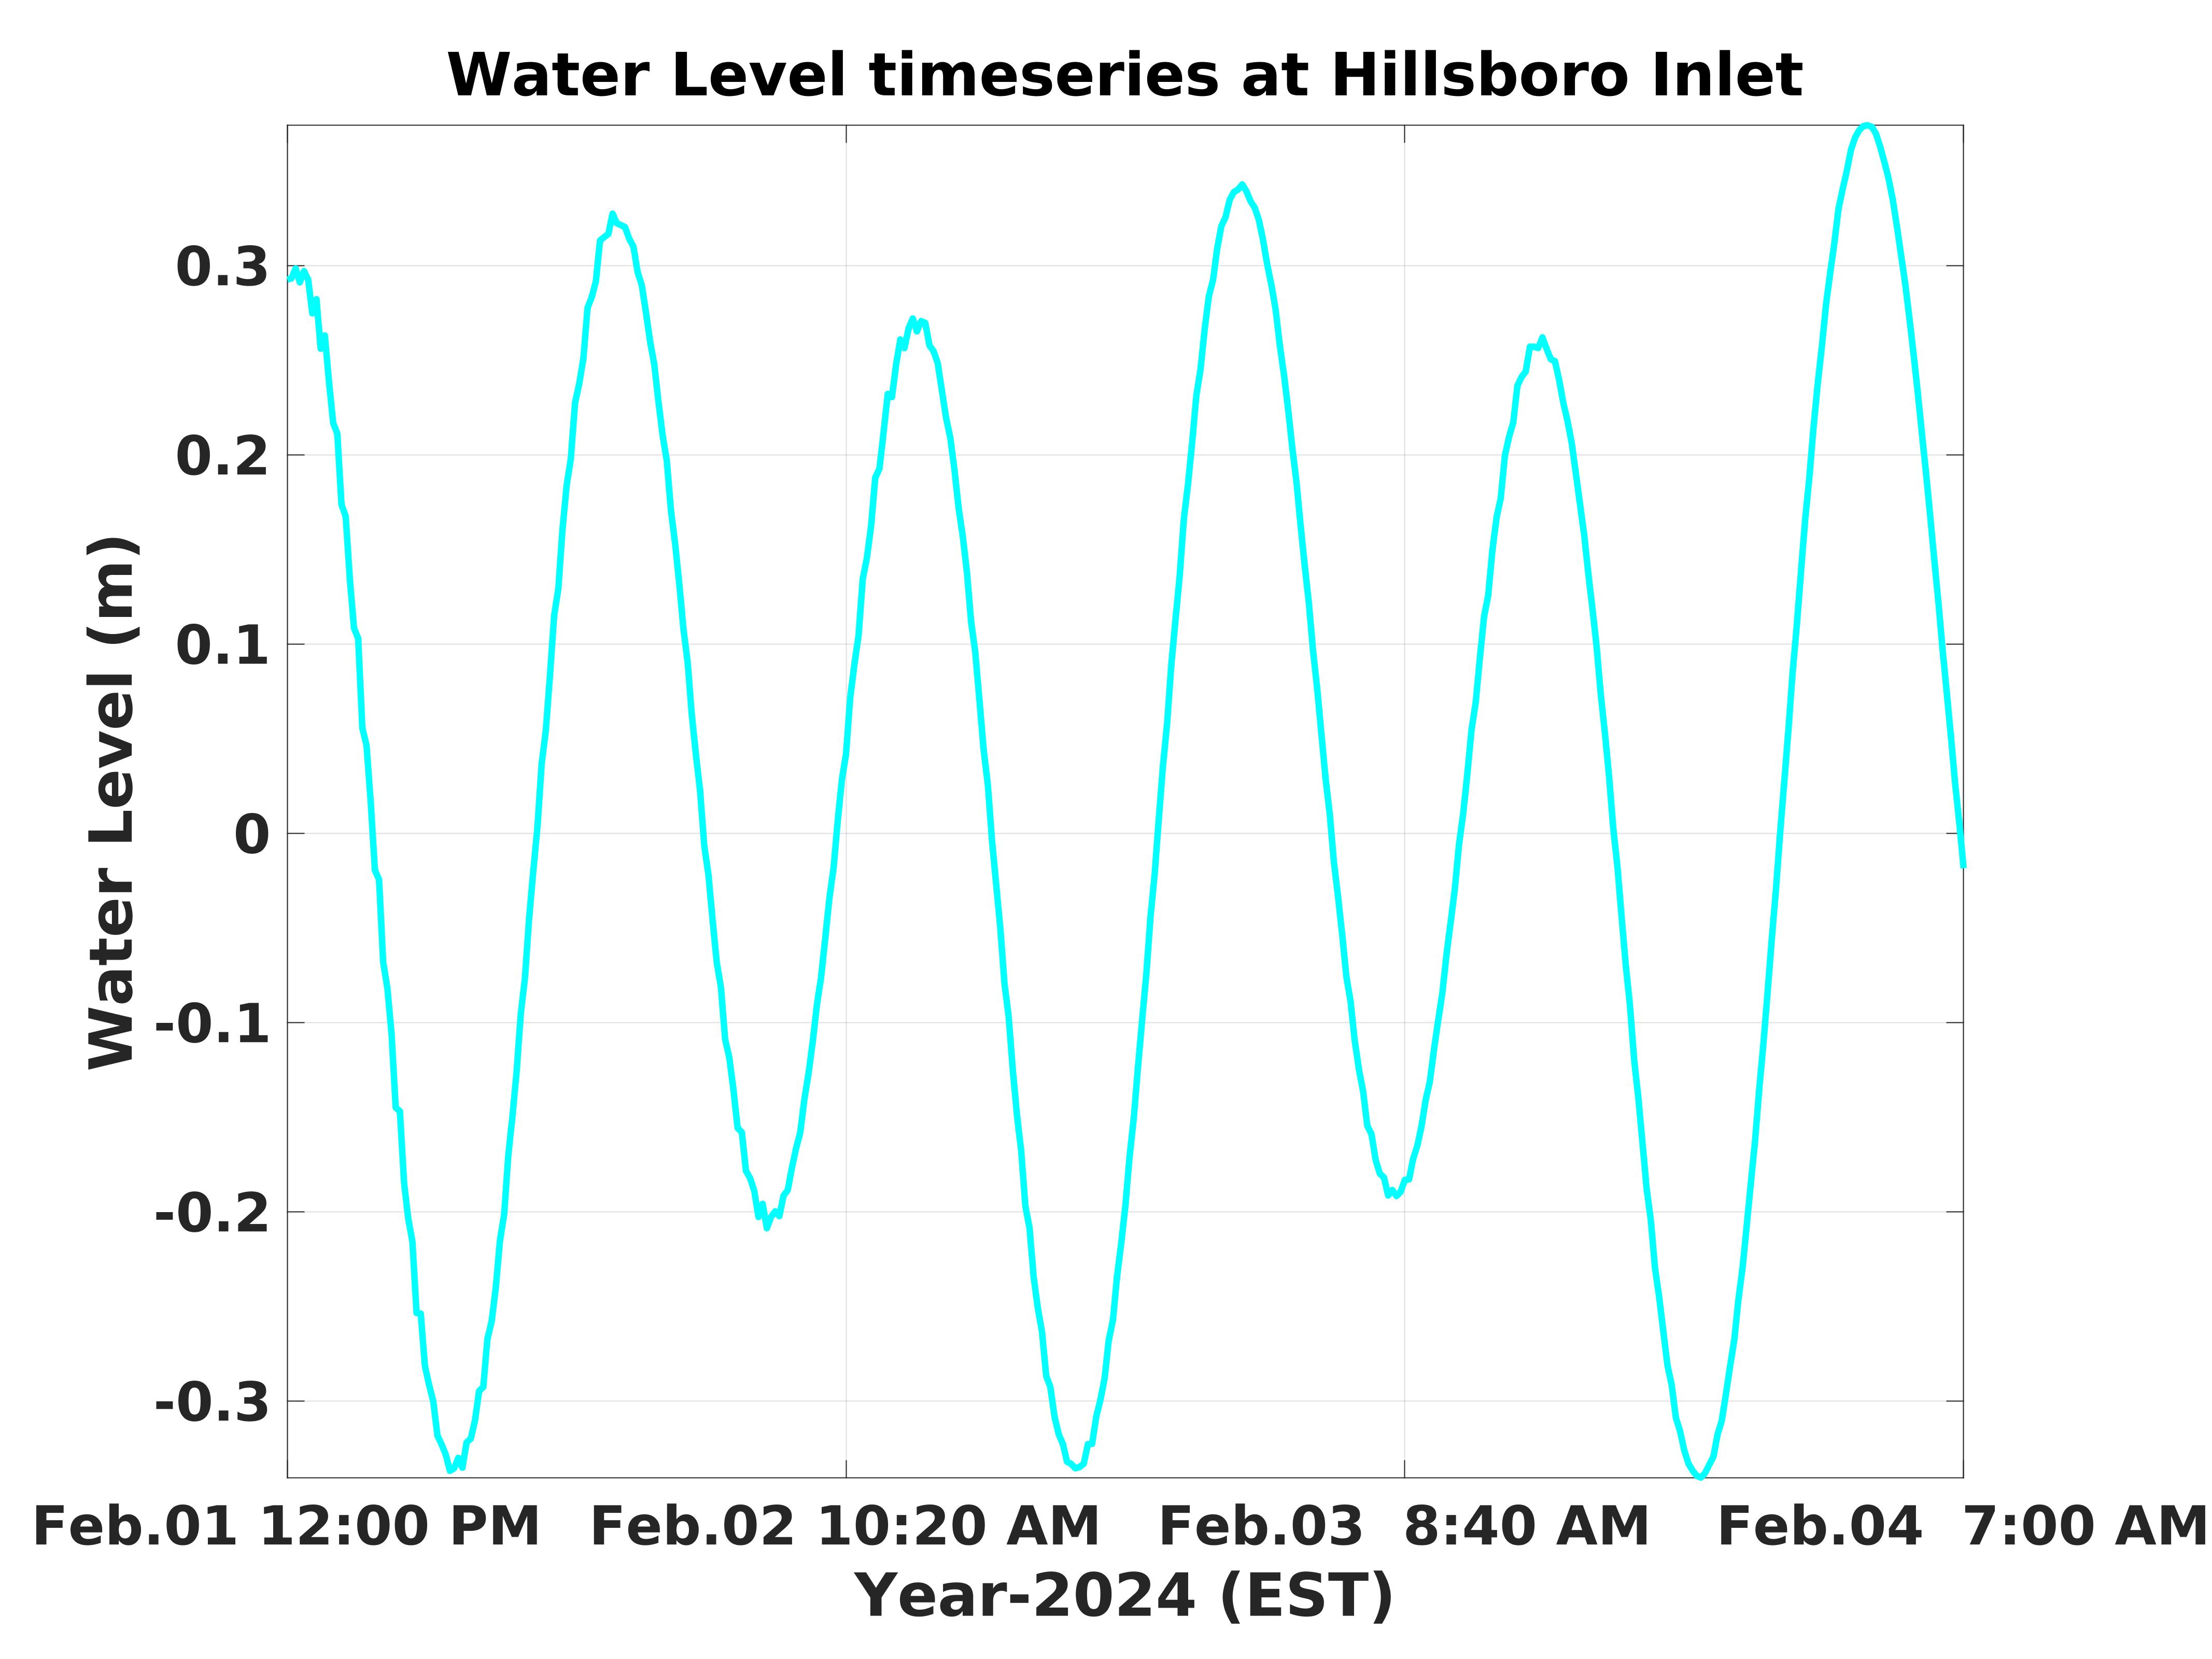 Water Level timeseries at Hillsboro Inlet
Water Level (m)
0.3
0.2
0.1
0
-0.1
-0.2
-0.3
Feb.01 12:00 PM Feb.02 10:20 AM Feb.03 8:40 AM Feb.04 7:00 AM
Year-2024 (EST)